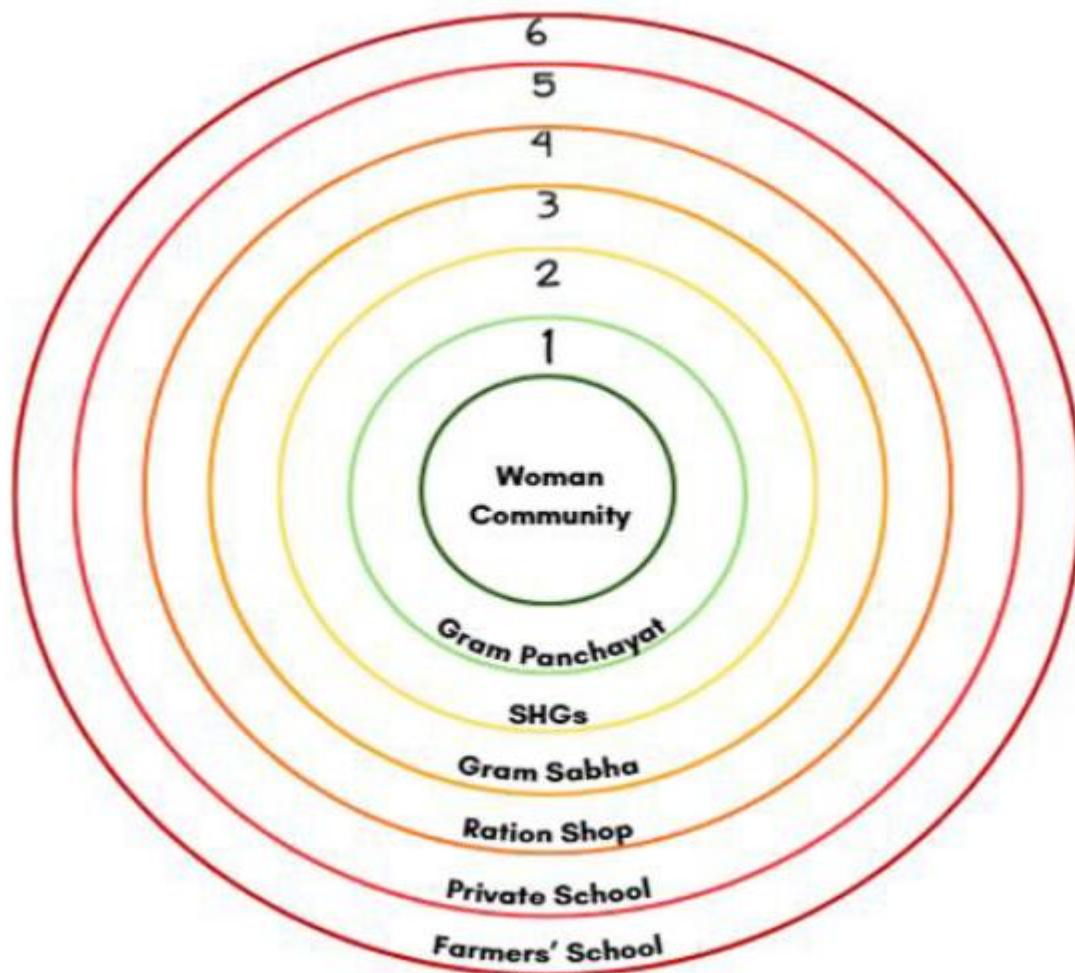 6
5
4
3
2
1
Woman
Community
Gram Panchayat
SHGs
Gram Sabha
Ration Shop
Private School
Farmers' School